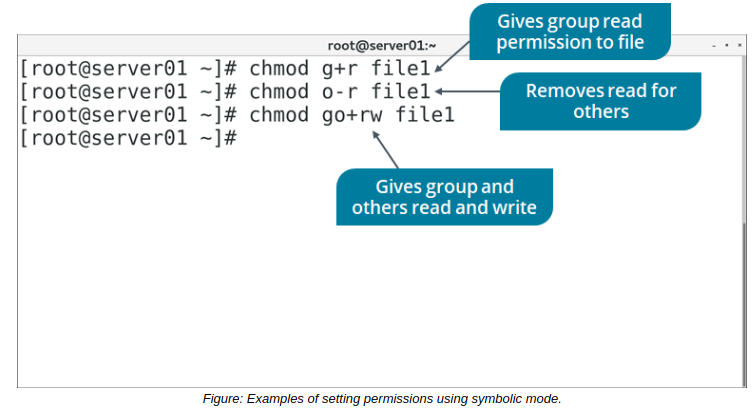 Gives group read
permission to file
root@server01:~
[root@server01 ~]# chmod g+r file1
[root@server01 ~]# chmod o-r file1
Removes read for
others
[root@server01 ~]# chmod go+rw file1
[root@server01 ~]#
Gives group and
others read and write
Figure: Examples of setting permissions using symbolic mode.